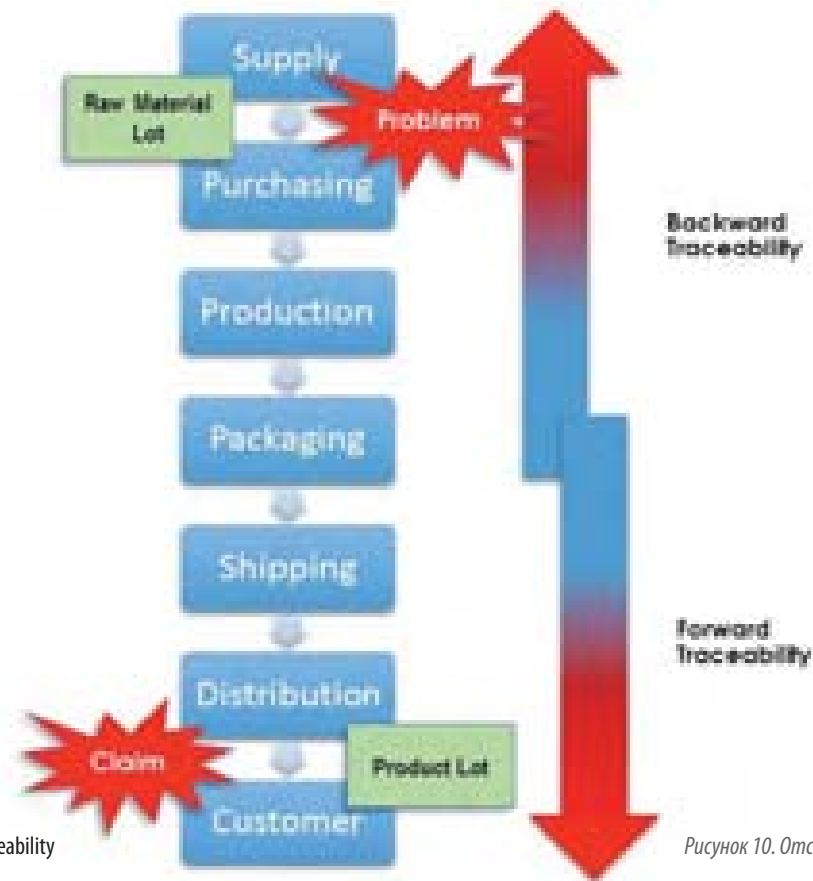 Supply
Raw Material
Lot
Problem
Purchasing
Backward
Traceability
Production
Packaging
Shipping
Forward
Traceability
Distribution
Claim
Product Lot
Customer
eability
Рисунок 10. Отс